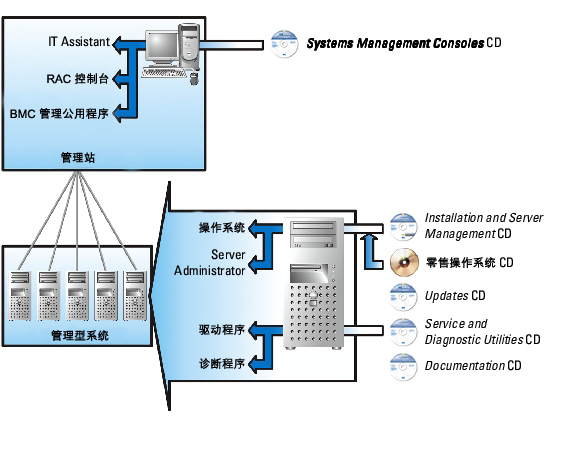 IT Assistant
Systems Management Consoles CD
RAC 控制台
BMC 管理公用程序
管理站
操作系统
Installation and Server
Management CD
Server
Administrator
零售操作系统 CD
Updates CD
管理型系统
驱动程序
Service and
Diagnostic Utilities CD
诊断程序
Documentation CD